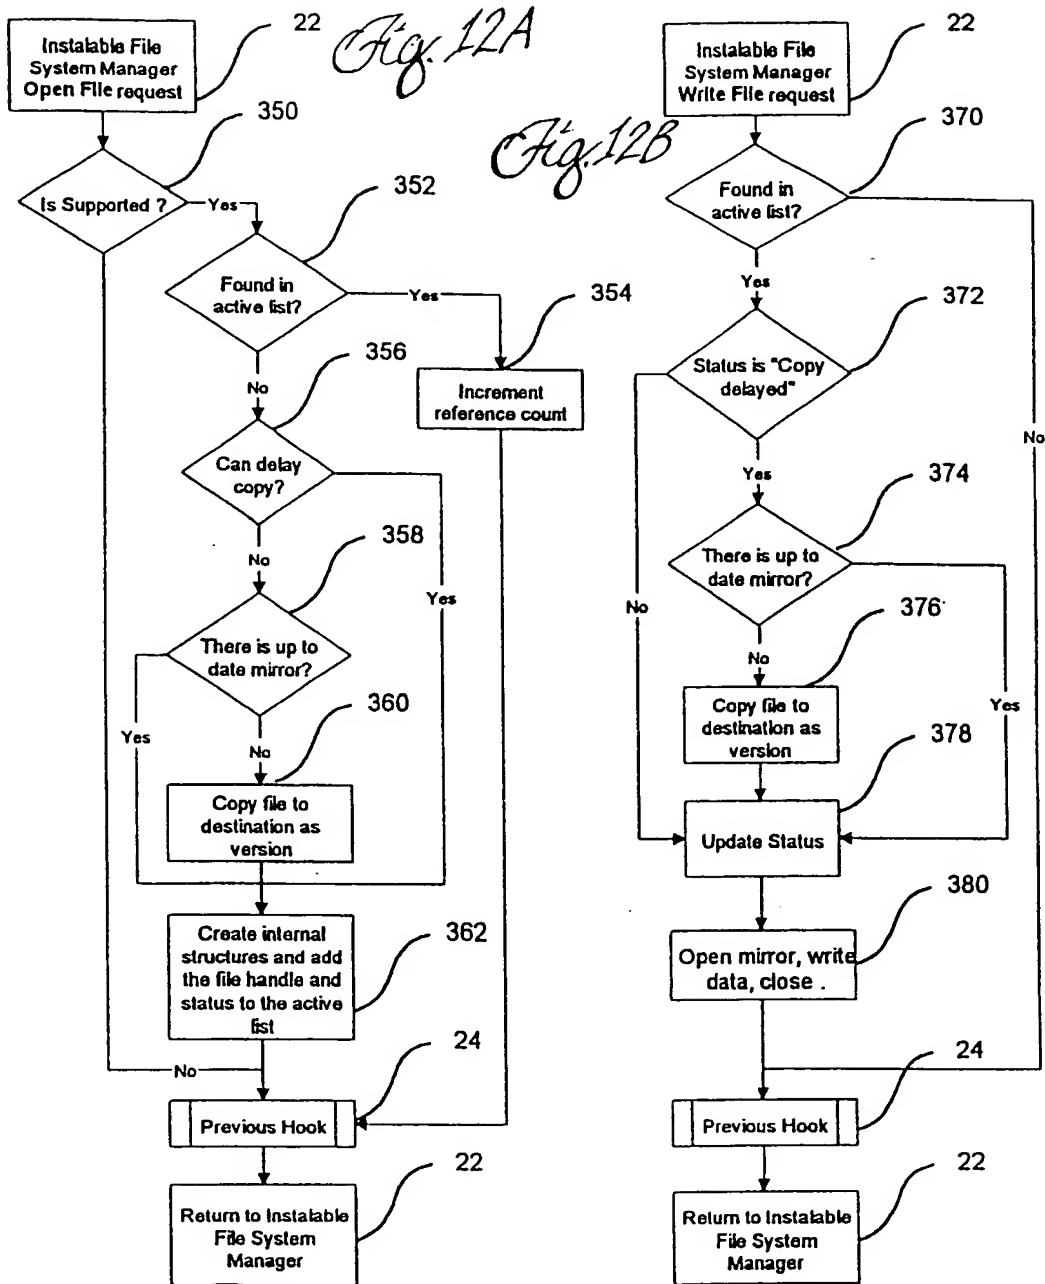 Fig. 12A
22
Instalable File
System Manager
Open File request
350
Is Supported ?
Yes
352
Found in
active list?
Yes
354
Increment
reference count
No
356
Can delay
copy?
No
Yes
358
There is up to
date mirror?
Yes
No
360
Copy file to
destination as
version
362
Create internal
structures and add
the file handle and
status to the active
list
No
24
Previous Hook
22
Return to Instalable
File System
Manager
Fig. 12B
22
Instalable File
System Manager
Write File request
370
Found in
active list?
No
Yes
372
Status is "Copy
delayed"
No
Yes
374
There is up to
date mirror?
Yes
No
376
Copy file to
destination as
version
378
Update Status
380
Open mirror, write
data, close .
24
Previous Hook
22
Return to Instalable
File System
Manager